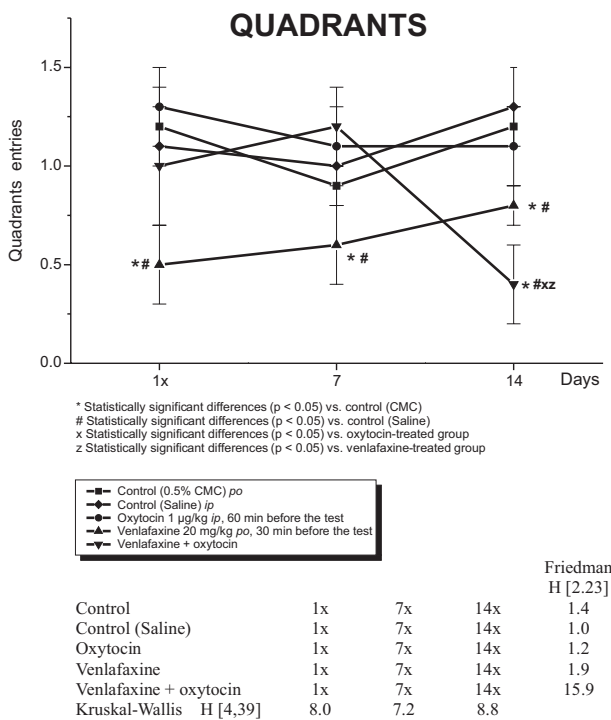 QUADRANTS
Quadrants entries
1.5
1.0
0.5
0.0
*#
* #
* #
* #xz
1x 7 14 Days
* Statistically significant differences (p < 0.05) vs. control (CMC)
# Statistically significant differences (p < 0.05) vs. control (Saline)
x Statistically significant differences (p < 0.05) vs. oxytocin-treated group
z Statistically significant differences (p < 0.05) vs. venlafaxine-treated group
Control (0.5% CMC) po
Control (Saline) ip
Oxytocin 1 µg/kg ip, 60 min before the test
Venlafaxine 20 mg/kg po, 30 min before the test
Venlafaxine + oxytocin
Friedman
H [2.23]
Control 1x 7x 14x 1.4
Control (Saline) 1x 7x 14x 1.0
Oxytocin 1x 7x 14x 1.2
Venlafaxine 1x 7x 14x 1.9
Venlafaxine + oxytocin 1x 7x 14x 15.9
Kruskal-Wallis H [4,39] 8.0 7.2 8.8